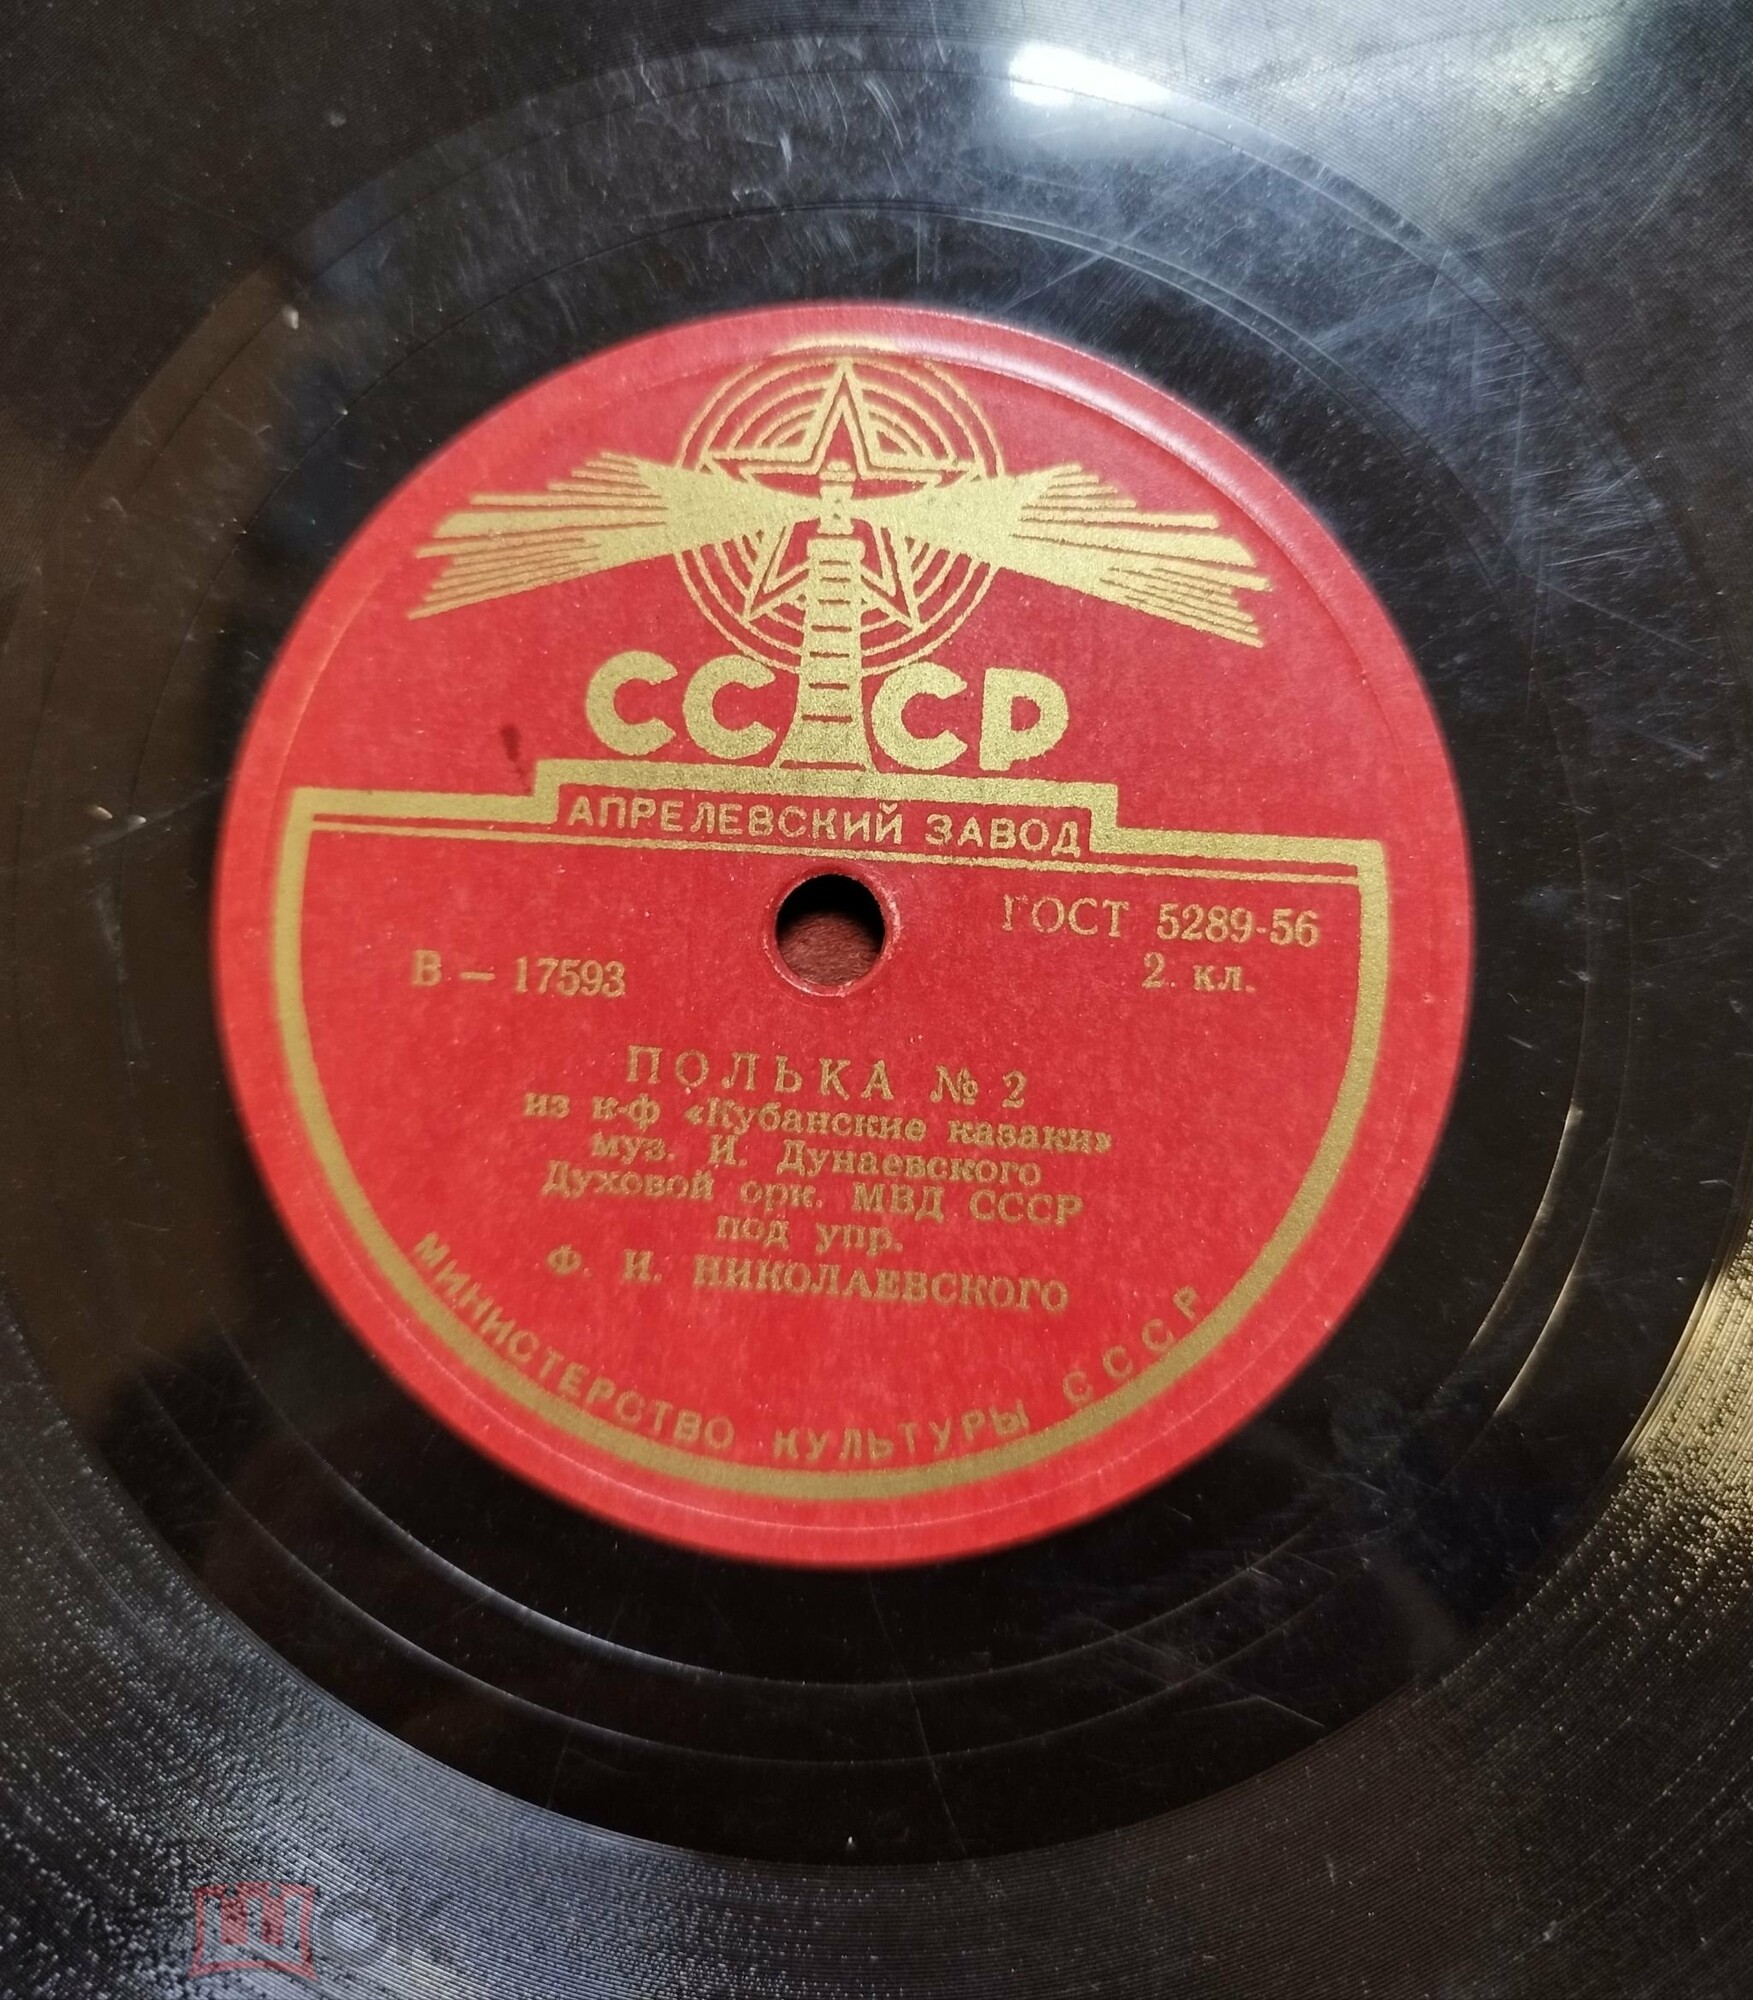 СССР
АПРЕЛЕВСКИЙ ЗАВОД
ГОСТ 5289-56
В — 17593
2. кл.
ПОЛЬКА № 2
из к-ф «Кубанские казаки»
муз. И. Дунаевского
Духовой орк. МВД СССР
под упр.
Ф. И. НИКОЛАЕВСКОГО
МИНИСТЕРСТВО КУЛЬТУРЫ СССР